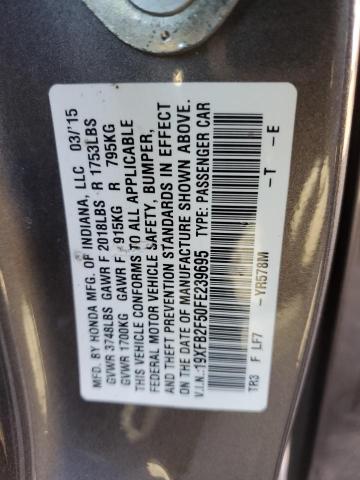 MFD. BY HONDA MFG. OF INDIANA, LLC 03/'15
GVWR 3748LBS GAWR F 2018LBS R 1753LBS
GVWR 1700KG GAWR F 915KG R 795KG
THIS VEHICLE CONFORMS TO ALL APPLICABLE
FEDERAL MOTOR VEHICLE SAFETY, BUMPER,
AND THEFT PREVENTION STANDARDS IN EFFECT
ON THE DATE OF MANUFACTURE SHOWN ABOVE.
V.I.N.:19XFB2F50FE239695 TYPE: PASSENGER CAR
TR3 F LF7 -YR578M -T -E